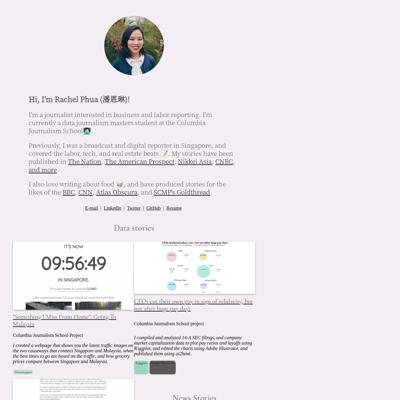 Hi, I'm Rachel Phua (潘恩琳)!
I'm a journalist interested in business and labor reporting. I'm
currently a data journalism masters student at the Columbia
Journalism School
Previously, I was a broadcast and digital reporter in Singapore, and
covered the labor, tech, and real estate beats . My stories have been
published in The Nation, The American Prospect, Nikkei Asia, CNBC,
and more.
I also love writing about food , and have produced stories for the
likes of the BBC, CNN, Atlas Obscura, and SCMP's Goldthread.
E-mail | LinkedIn | Twitter | GitHub | Resume
Data stories
IT'S NOW
09:56:49
IN SINGAPORE.
"Something I Miss From Home": Going To
Malaysia
Columbia Journalism School Project
I created a webpage that shows you the latest traffic images on
the two causeways that connect Singapore and Malaysia, when
the best times to go are based on the traffic, and how grocery
prices compare between Singapore and Malaysia.
CEOs cut their own pay in sign of solidarity, but
not other huge pay days
Columbia Journalism School project
I compiled and analyzed 14-A SEC filings, and company
market capitalization data to plot pay ratios and layoffs using
and edited the charts using Adobe Illustrator, and
published them using ai2html.
News Stories